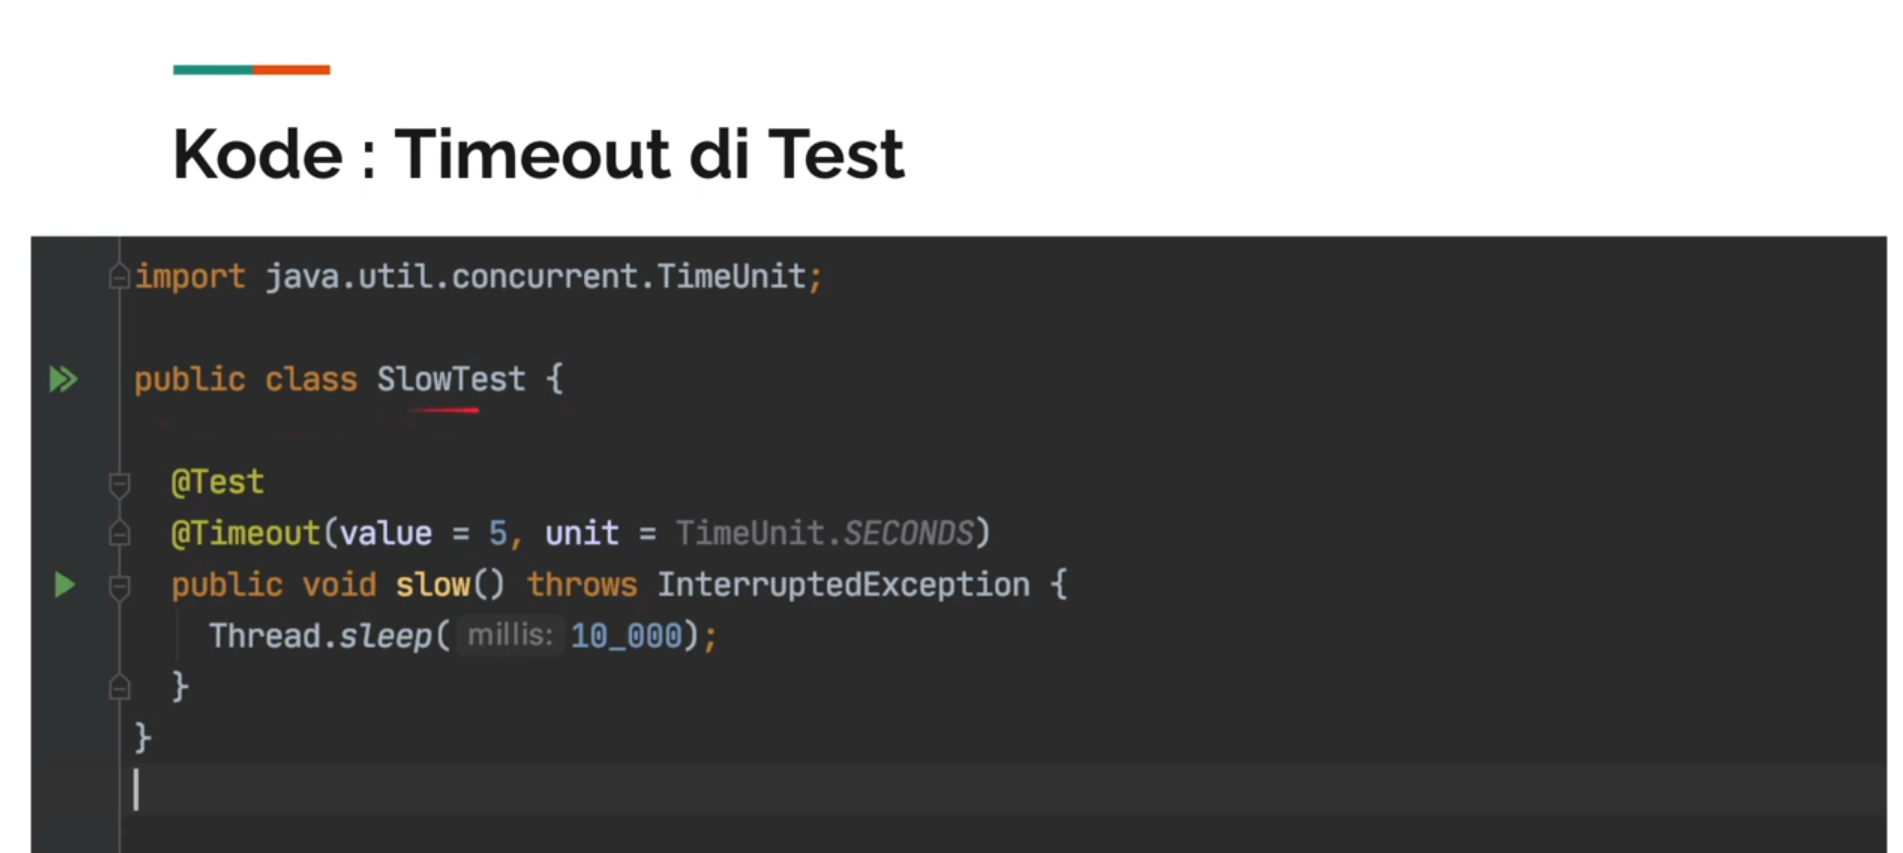 Kode : Timeout di Test
import java.util.concurrent.TimeUnit;
public class SlowTest {
@Test
@Timeout(value = 5, unit = TimeUnit.SECONDS)
public void slow() throws InterruptedException {
Thread.sleep( millis: 10_000);
}
}